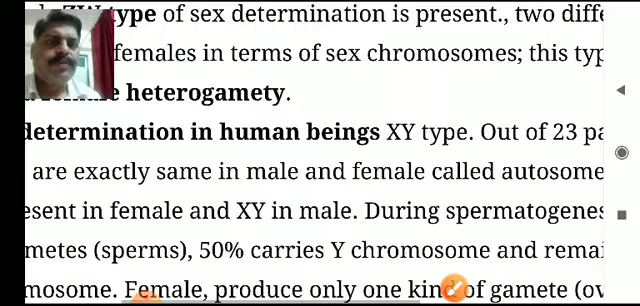 ZW type of sex determination is present., two diffe
females in terms of sex chromosomes; this typ
female heterogamety.
determination in human beings XY type. Out of 23 pa
are exactly same in male and female called autosome
esent in female and XY in male. During spermatogenes
metes (sperms), 50% carries Y chromosome and remai
mosome. Female, produce only one kind of gamete (ov